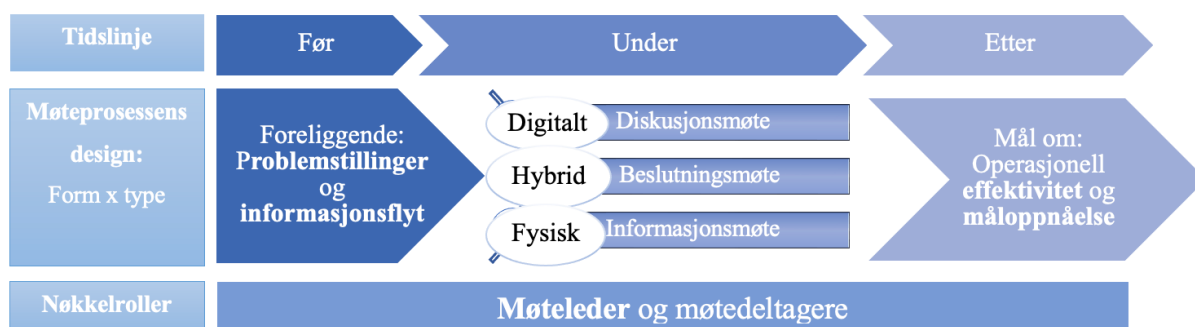 Tidslinje
Før
Under
Etter
Møteprosessens
design:
Form x type
Foreliggende:
Problemstillinger
og
informasjonsflyt
Digitalt
Diskusjonsmøte
Hybrid
Beslutningsmøte
Fysisk
Informasjonsmøte
Mål om:
Operasjonell
effektivitet og
måloppnåelse
Nøkkelroller
Møteleder og møtedeltagere